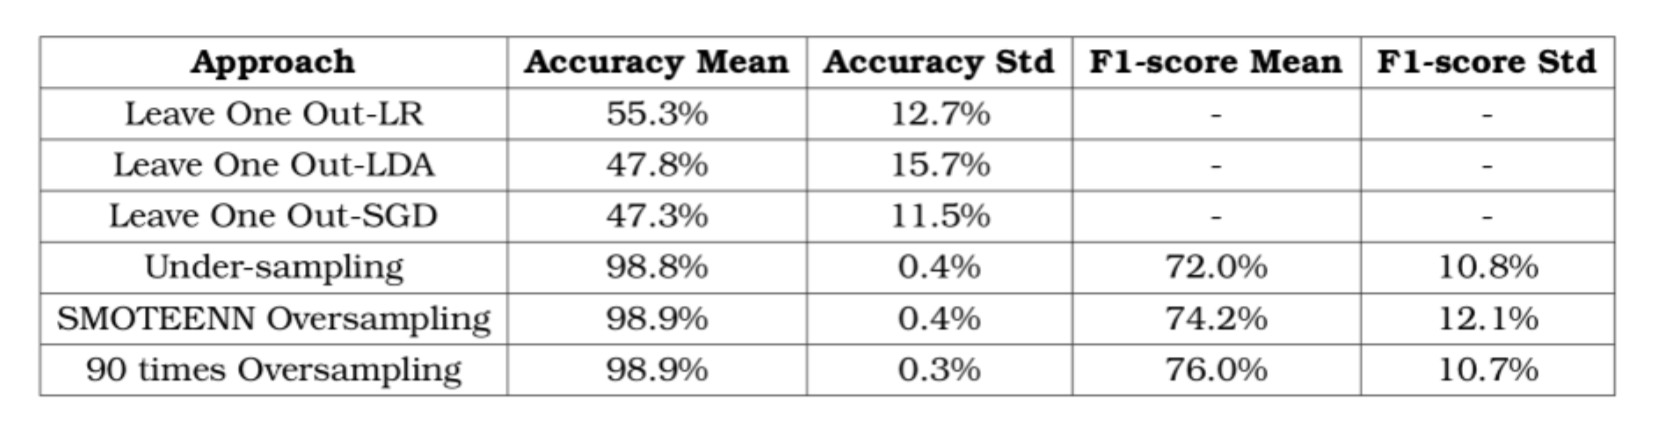 Approach Accuracy Mean Accuracy Std F1-score Mean F1-score Std
Leave One Out-LR 55.3% 12.7% - -
Leave One Out-LDA 47.8% 15.7% - -
Leave One Out-SGD 47.3% 11.5% - -
Under-sampling 98.8% 0.4% 72.0% 10.8%
SMOTEENN Oversampling 98.9% 0.4% 74.2% 12.1%
90 times Oversampling 98.9% 0.3% 76.0% 10.7%